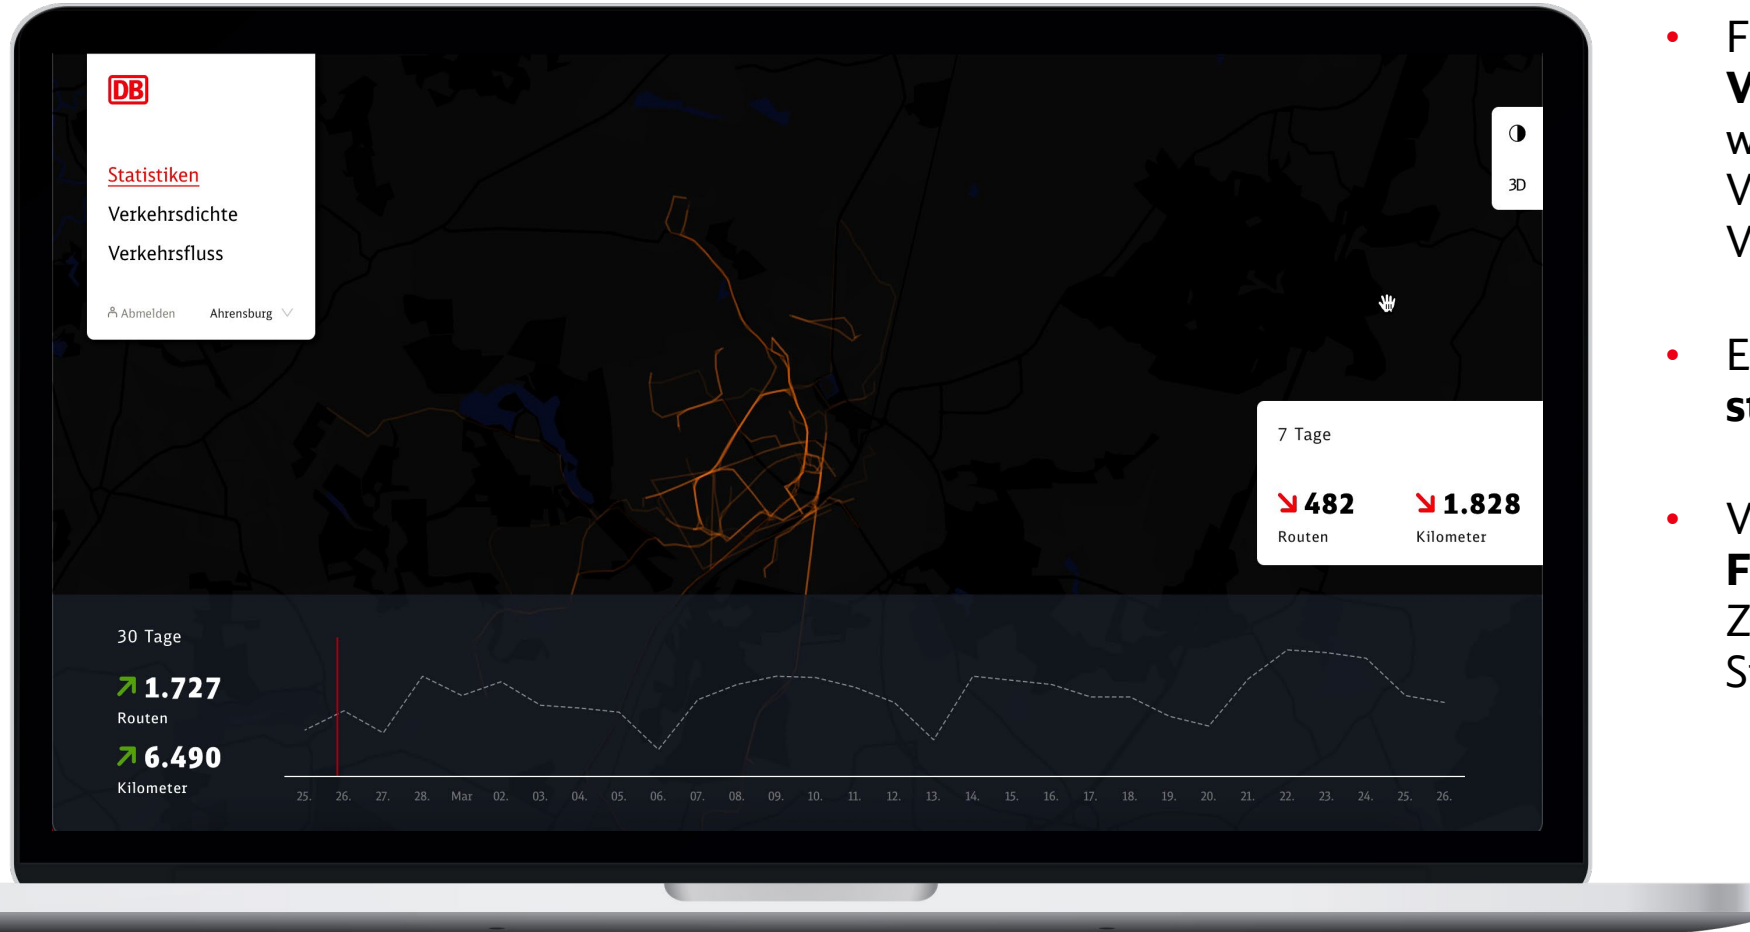 DB
Statistiken
Verkehrsdichte
Verkehrsfluss
Abmelden Ahrensburg
3D
7 Tage
482 1.828
Routen Kilometer
30 Tage
1.727
Routen
6.490
Kilometer
25. 26. 27. 28. Mar 02. 03. 04. 05. 06. 07. 08. 09. 10. 11. 12. 13. 14. 15. 16. 17. 18. 19. 20. 21. 22. 23. 24. 25. 26.